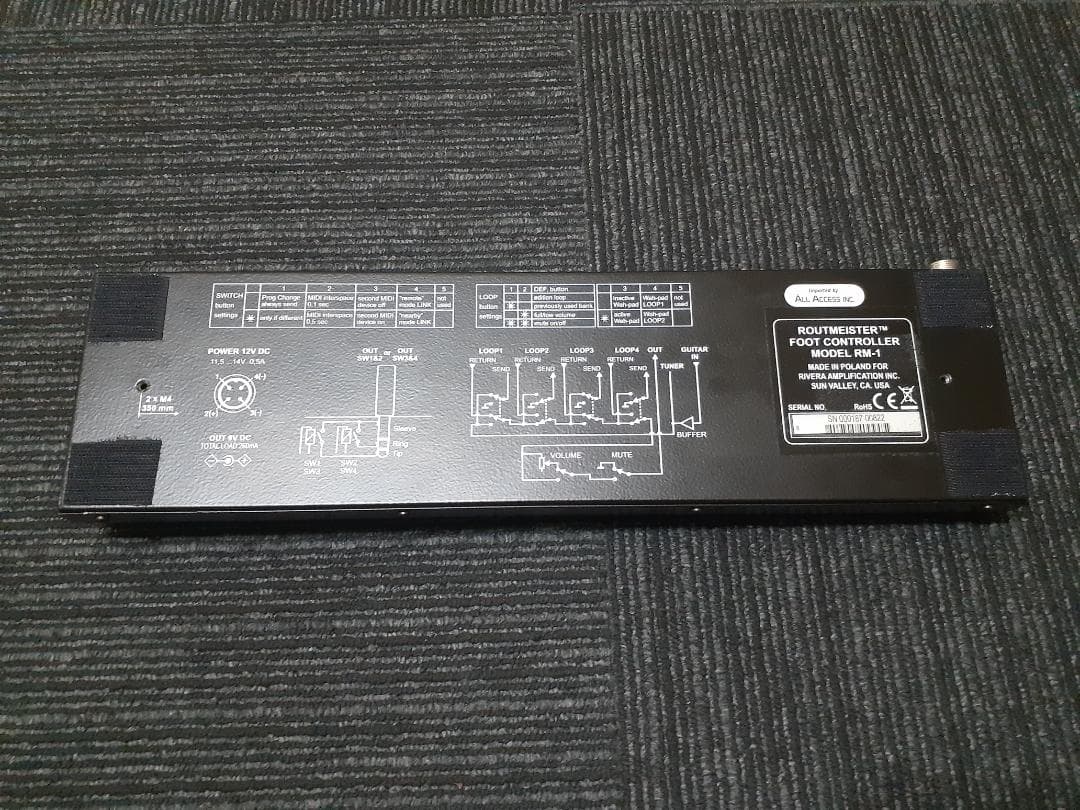 SWITCH button settings
1 2 3 4 5
Prog Change always send
MIDI interspace 0.1 sec
second MIDI device off
"remote" mode LINK
not used
* only if different
MIDI interspace 0.5 sec
second MIDI device on
"nearby" mode LINK
LOOP button settings
1 2 DEF. button
edition loop
* previously used bank
* full/low volume
* * mute on/off
3 4 5
inactive Wah-pad
Wah-pad LOOP1
not used
* active Wah-pad
Wah-pad LOOP2
Imported by
ALL ACCESS INC.
ROUTMEISTER™
FOOT CONTROLLER
MODEL RM-1
MADE IN POLAND FOR
RIVERA AMPLIFICATION INC.
SUN VALLEY, CA. USA
SERIAL NO. RoHS CE
SN 000187 00822
POWER 12V DC
11,5 ...14V 0.5A
1 4(-)
2(+) 3(-)
2 x M4
350 mm
OUT 9V DC
TOTAL LOAD 260mA
OUT or OUT
SW1&2 SW3&4
Sleeve
Ring
Tip
SW1 SW2
SW3 SW4
LOOP1 LOOP2 LOOP3 LOOP4 OUT GUITAR IN
RETURN RETURN RETURN RETURN TUNER
SEND SEND SEND SEND
BUFFER
VOLUME MUTE